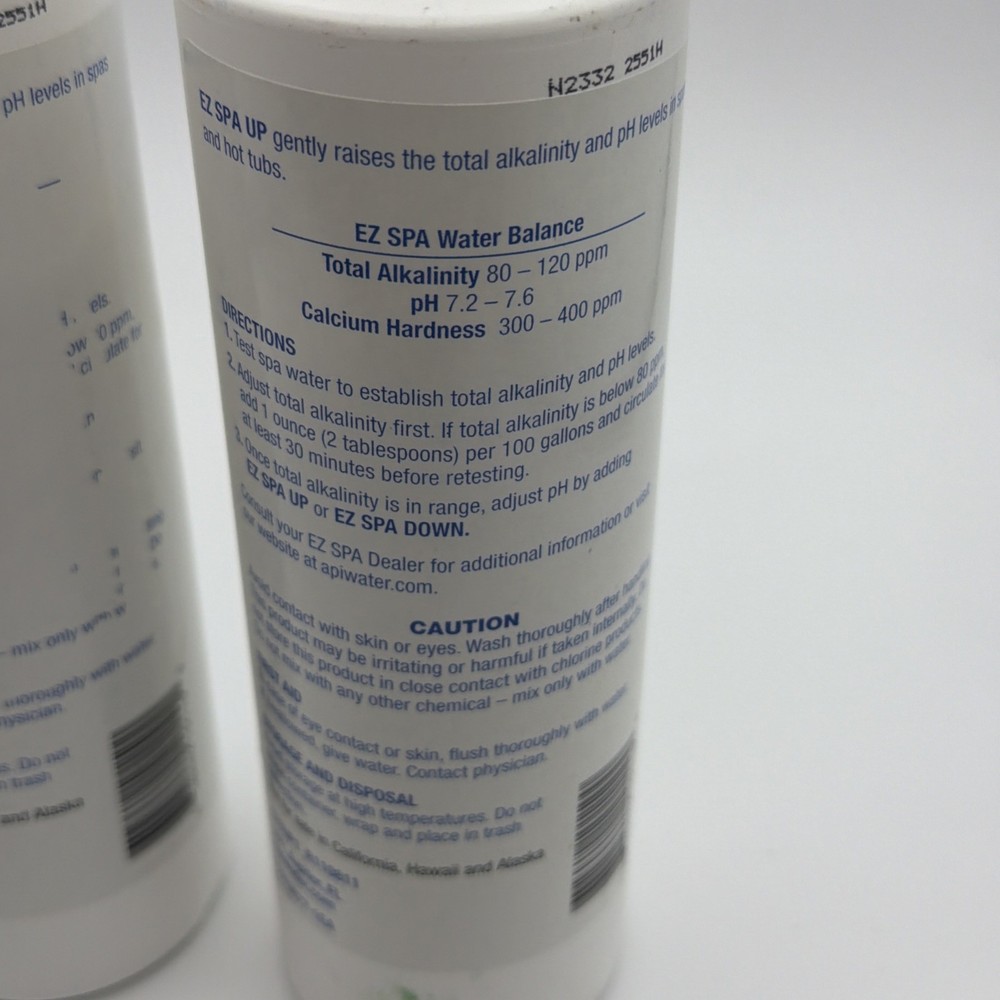 2551H
pH levels in spas
els.
0 ppm,
mix only with w
thoroughly with water
physician.
s. Do not
n trash
and Alaska
N2332 2551H
EZ SPA UP gently raises the total alkalinity and pH levels in
and hot tubs.
EZ SPA Water Balance
Total Alkalinity 80 – 120 ppm
pH 7.2 – 7.6
Calcium Hardness 300 – 400 ppm
DIRECTIONS
1. Test spa water to establish total alkalinity and pH levels.
2. Adjust total alkalinity first. If total alkalinity is below 80 ppm,
add 1 ounce (2 tablespoons) per 100 gallons and circulate
at least 30 minutes before retesting.
3. Once total alkalinity is in range, adjust pH by adding
EZ SPA UP or EZ SPA DOWN.
Consult your EZ SPA Dealer for additional information or visit
our website at apiwater.com.
CAUTION
contact with skin or eyes. Wash thoroughly after
product may be irritating or harmful if taken internally.
this product in close contact with chlorine products.
mix with any other chemical – mix only with water.
FIRST AID
of eye contact or skin, flush thoroughly with water.
give water. Contact physician.
AND DISPOSAL
at high temperatures. Do not
wrap and place in trash
in California, Hawaii and Alaska